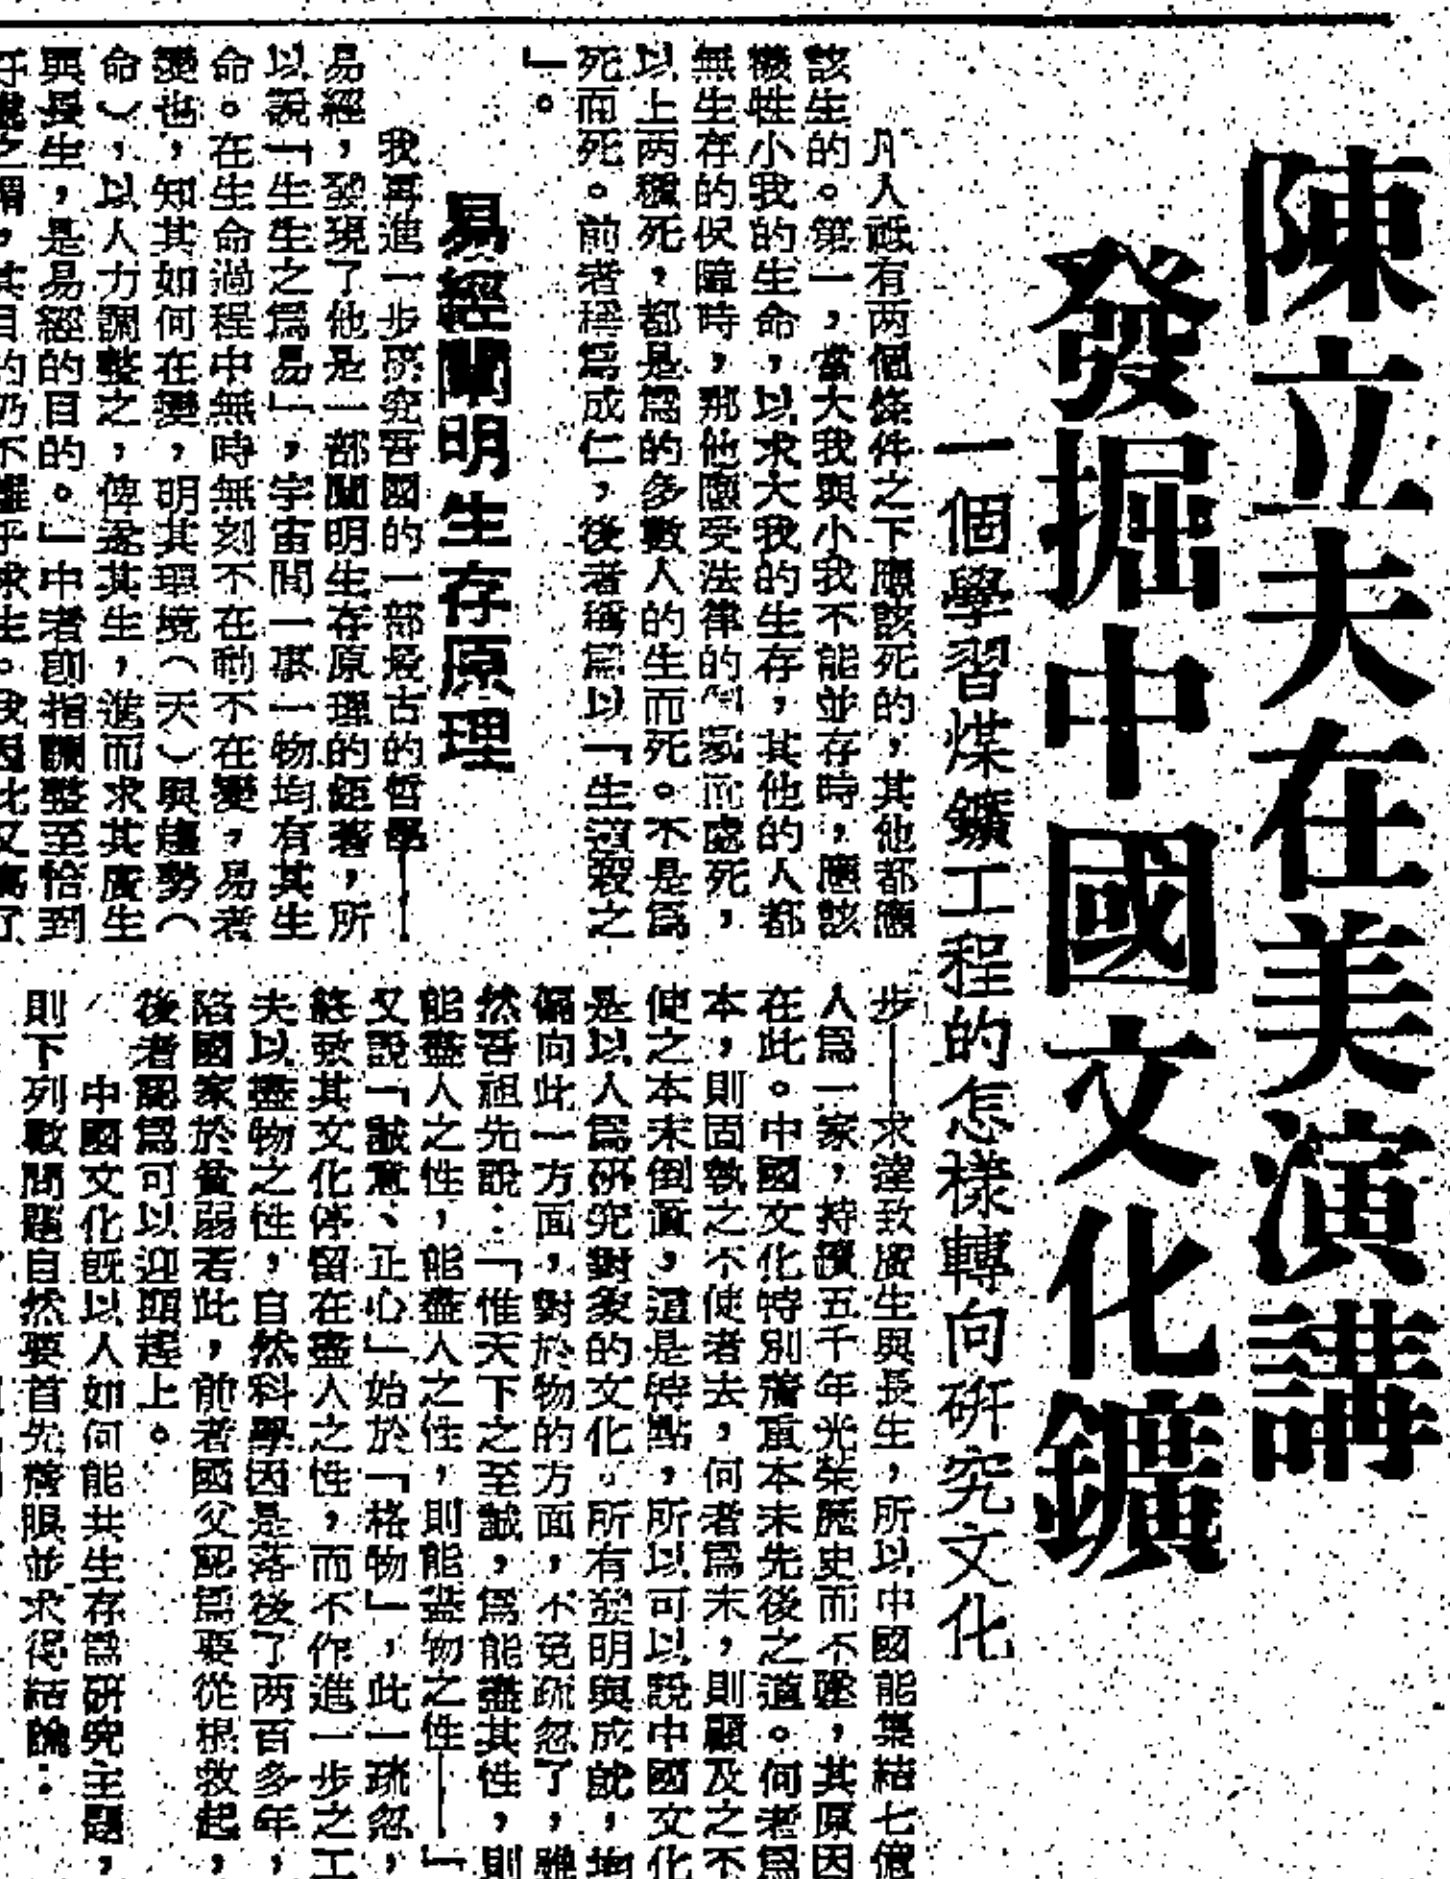 陳立夫在美演講
發掘中國文化鑛
一個學習煤鑛工程的怎樣轉向研究文化
凡人祗有两個條件之下應該死的，其他都應
該生的。第一，當大我與小我不能並存時，應該
犧牲小我的生命，以求大我的生存，其他的人都
無生存的保障時，那他應受法律的制裁而處死，
以上两種死，都是爲的多數人的生而死。不是爲
死而死。前者稱爲成仁，後者稱爲以「生道殺之
」。
易經闡明生存原理
我再進一步研究吾國的一部最古的哲學——
易經，發現了他是一部闡明生存原理的鉅著，所
以說「生生之爲易」，宇宙間一事一物均有其生
命。在生命過程中無時無刻不在動不在變，易者
變也，知其如何在變，明其環境（天）與趨勢（
命），以人力調整之，俾遂其生，進而求其廣生
與長生，是易經的目的。」中者卽指調整至恰到
好處之謂，其目的仍不離乎求生。我因此又寫了
步——求達致廣生與長生，所以中國能集結七億
人爲一家，持續五千年光榮歷史而不墜，其原因
在此。中國文化特別着重本末先後之道。何者爲
本，則固執之不使者去，何者爲末，則顧及之不
使之本末倒置，這是特點，所以可以說中國文化
是以人爲研究對象的文化。所有發明與成就，均
偏向此一方面，對於物的方面，不免疏忽了，雖
然吾祖先說：「惟天下之至誠，爲能盡其性，則
能盡人之性，能盡人之性，則能盡物之性——」
又說「誠意、正心」始於「格物」，此一疏忽，
終致其文化停留在盡人之性，而不作進一步之工
夫以盡物之性，自然科學因是落後了两百多年，
陷國家於貧弱若此，前者國父認爲要從根救起，
後者認爲可以迎頭趕上。
中國文化旣以人如何能共生存爲研究主題，
則下列數問題自然要首先着眼並求得結論：